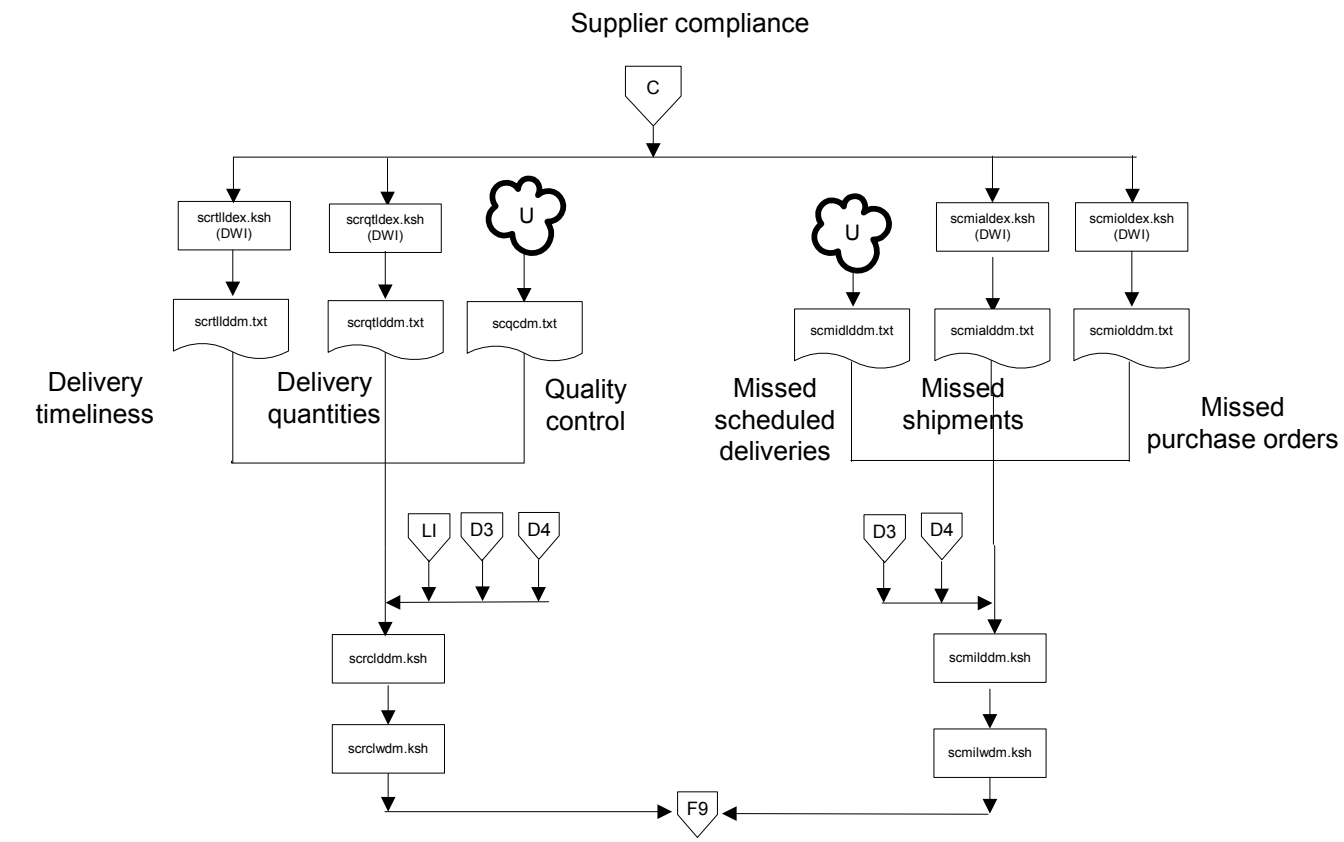 Supplier compliance
C
scrtlldex.ksh
(DWI)
scrqtldex.ksh
(DWI)
U
U
scmialdex.ksh
(DWI)
scmioldex.ksh
(DWI)
scrtllddm.txt
scrqtlddm.txt
scqcdm.txt
scmidlddm.txt
scmialddm.txt
scmiolddm.txt
Delivery
timeliness
Delivery
quantities
Quality
control
Missed
scheduled
deliveries
Missed
shipments
Missed
purchase orders
LI
D3
D4
D3
D4
scrclddm.ksh
scmilddm.ksh
scrclwdm.ksh
scmilwdm.ksh
F9